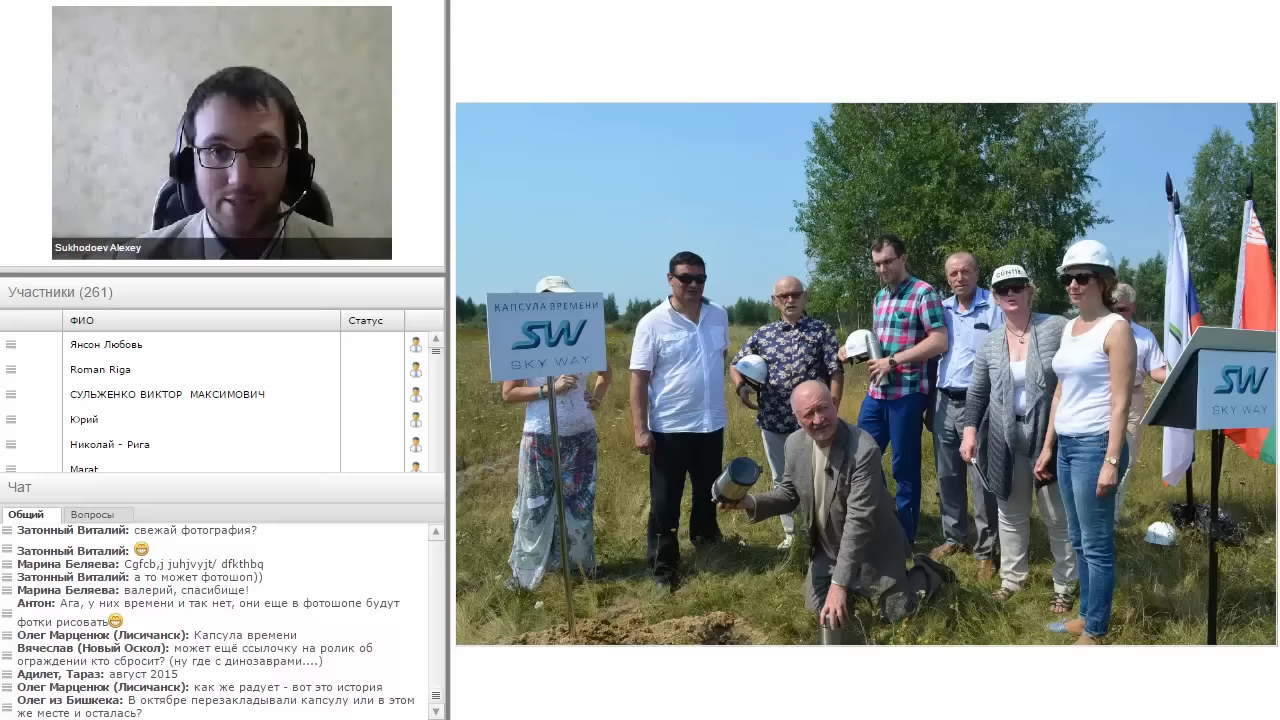 Sukhodoev Alexey
Участники (261)
ФИО
Статус
Янсон Любовь
Roman Riga
СУЛЬЖЕНКО ВИКТОР МАКСИМОВИЧ
Юрий
Николай - Рига
Marat
Чат
Общий
Вопросы
Затонный Виталий: свежай фотография?
Затонный Виталий:
Марина Беляева: Cgfcb,j juhjvyjt/ dfkthbq
Затонный Виталий: а то может фотошоп))
Марина Беляева: валерий, спасибище!
Антон: Ага, у них времени и так нет, они еще в фотошопе будут
фотки рисовать
Олег Марценюк (Лисичанск): Капсула времени
Вячеслав (Новый Оскол): может ещё ссылочку на ролик об
ограждении кто сбросит? (ну где с динозаврами....)
Адилет, Тараз: август 2015
Олег Марценюк (Лисичанск): как же радует - вот это история
Олег из Бишкека: В октябре перезакладывали капсулу или в этом
же месте и осталась?
КАПСУЛА ВРЕМЕНИ
SW
SKY WAY
GÜNTHER
SW
SKY WAY